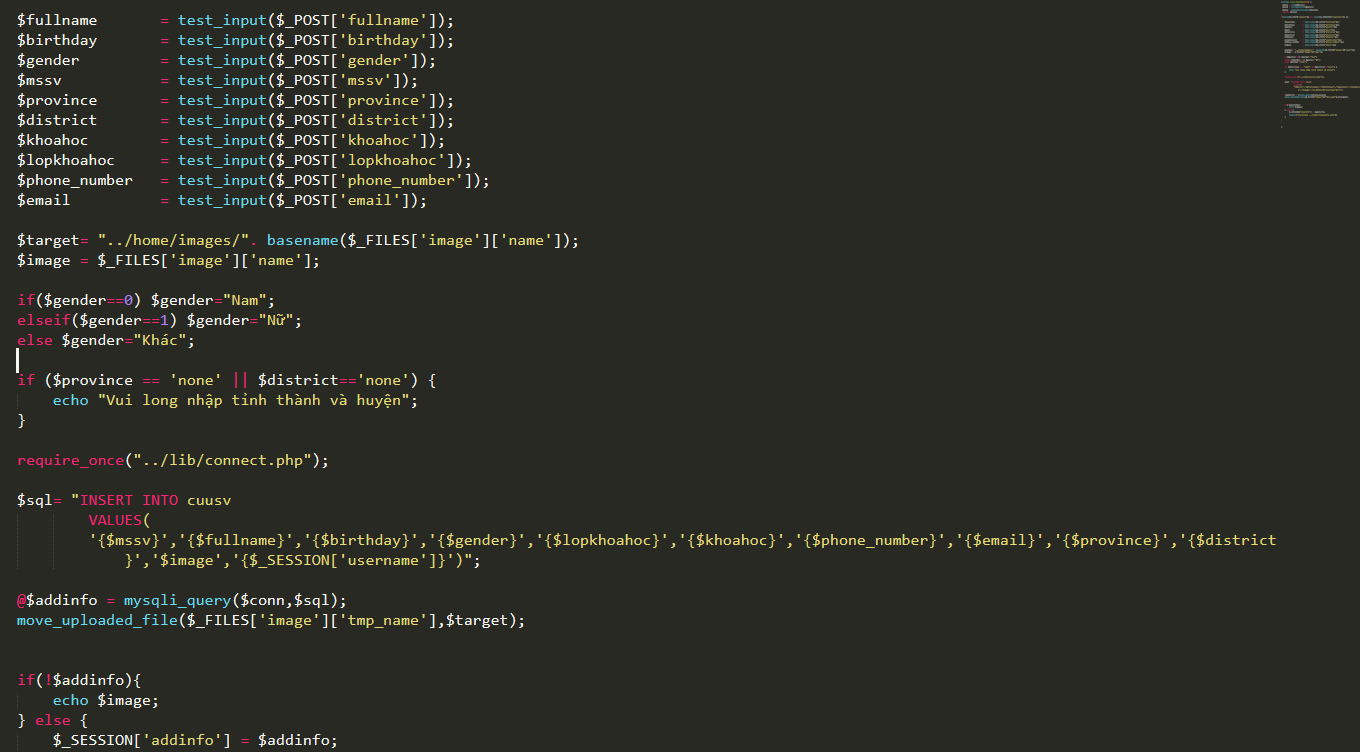 $fullname = test_input($_POST['fullname']);
$birthday = test_input($_POST['birthday']);
$gender = test_input($_POST['gender']);
$mssv = test_input($_POST['mssv']);
$province = test_input($_POST['province']);
$district = test_input($_POST['district']);
$khoahoc = test_input($_POST['khoahoc']);
$lopkhoahoc = test_input($_POST['lopkhoahoc']);
$phone_number = test_input($_POST['phone_number']);
$email = test_input($_POST['email']);
$target= "../home/images/". basename($_FILES['image']['name']);
$image = $_FILES['image']['name'];
if($gender==0) $gender="Nam";
elseif($gender==1) $gender="Nữ";
else $gender="Khác";
if ($province == 'none' || $district=='none') {
echo "Vui long nhập tỉnh thành và huyện";
}
require_once("../lib/connect.php");
$sql= "INSERT INTO cuusv
VALUES(
'{$mssv}','{$fullname}','{$birthday}','{$gender}','{$lopkhoahoc}','{$khoahoc}','{$phone_number}','{$email}','{$province}','{$district
}','$image','{$_SESSION['username']}')";
@$addinfo = mysqli_query($conn,$sql);
move_uploaded_file($_FILES['image']['tmp_name'],$target);
if(!$addinfo){
echo $image;
} else {
$_SESSION['addinfo'] = $addinfo;